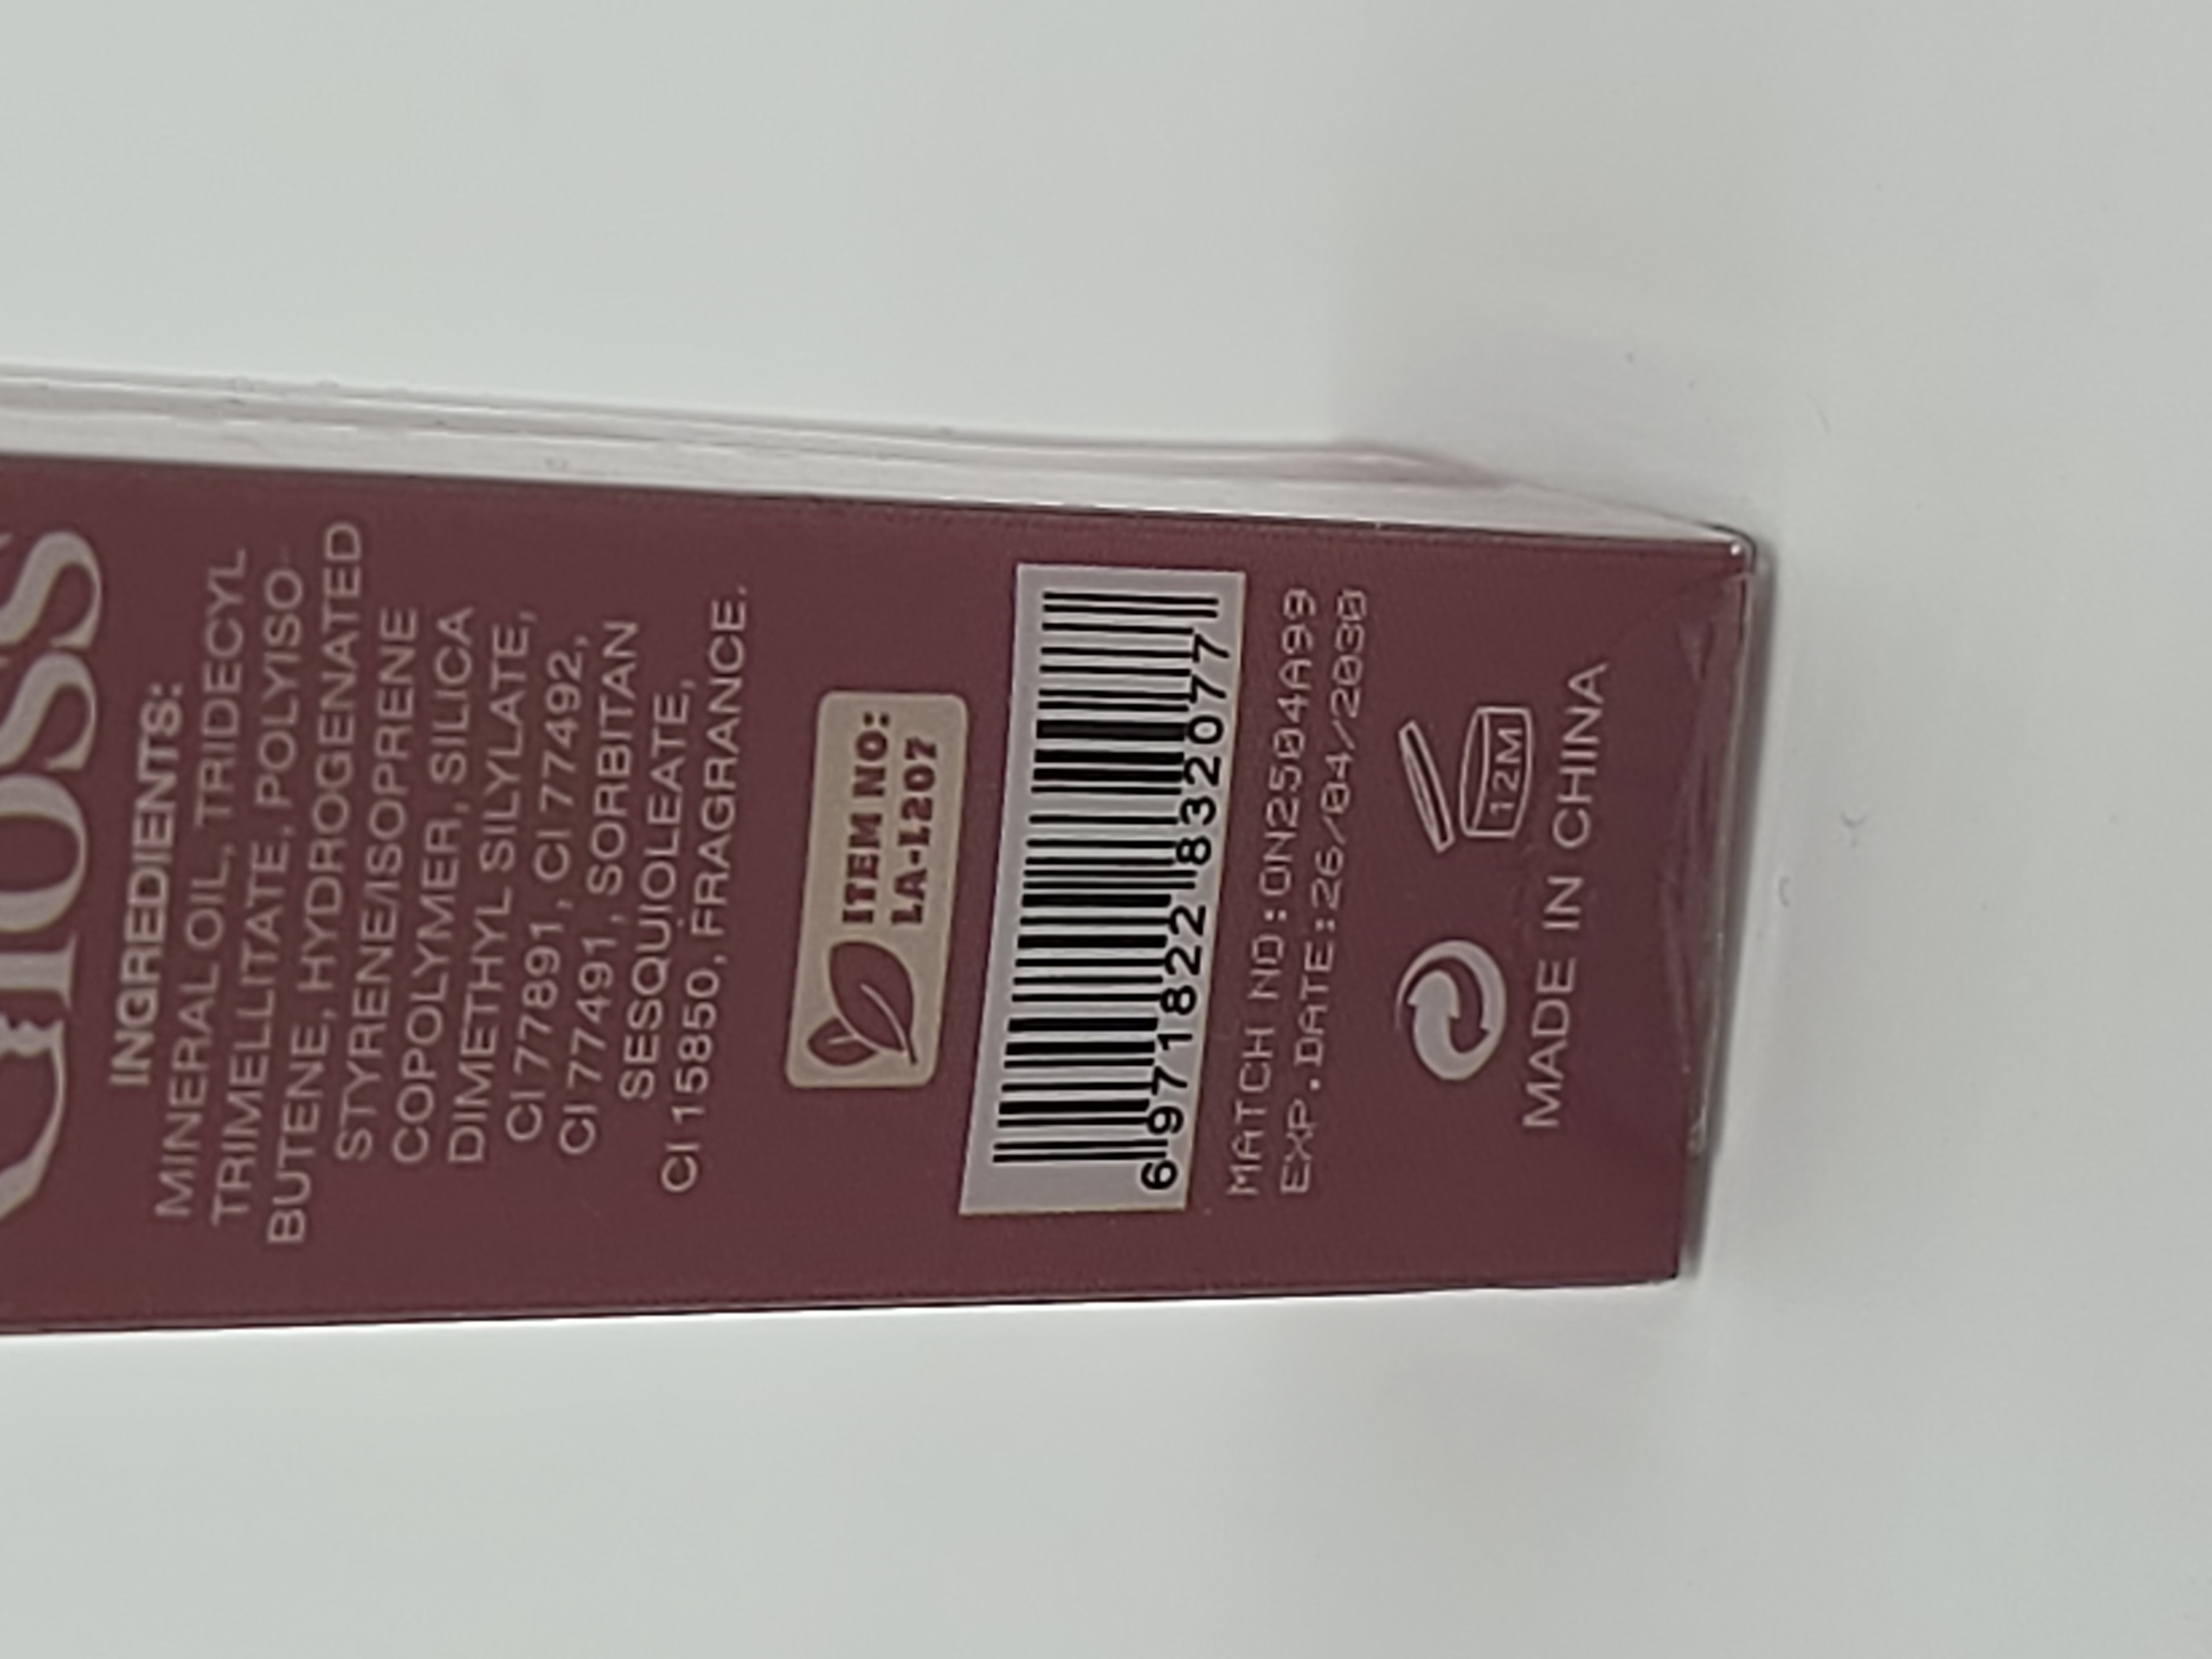 GLOSS
INGREDIENTS:
MINERAL OIL, TRIDECYL
TRIMELLITATE, POLYISO-
BUTENE, HYDROGENATED
STYRENE/ISOPRENE
COPOLYMER, SILICA
DIMETHYL SILYLATE,
CI 77891, CI 77492,
CI 77491, SORBITAN
SESQUIOLEATE,
CI 15850, FRAGRANCE.
ITEM NO:
LA-L207
6 971822 832077
MATCH NO:ON2504A99
EXP.DATE:26/04/2030
12M
MADE IN CHINA